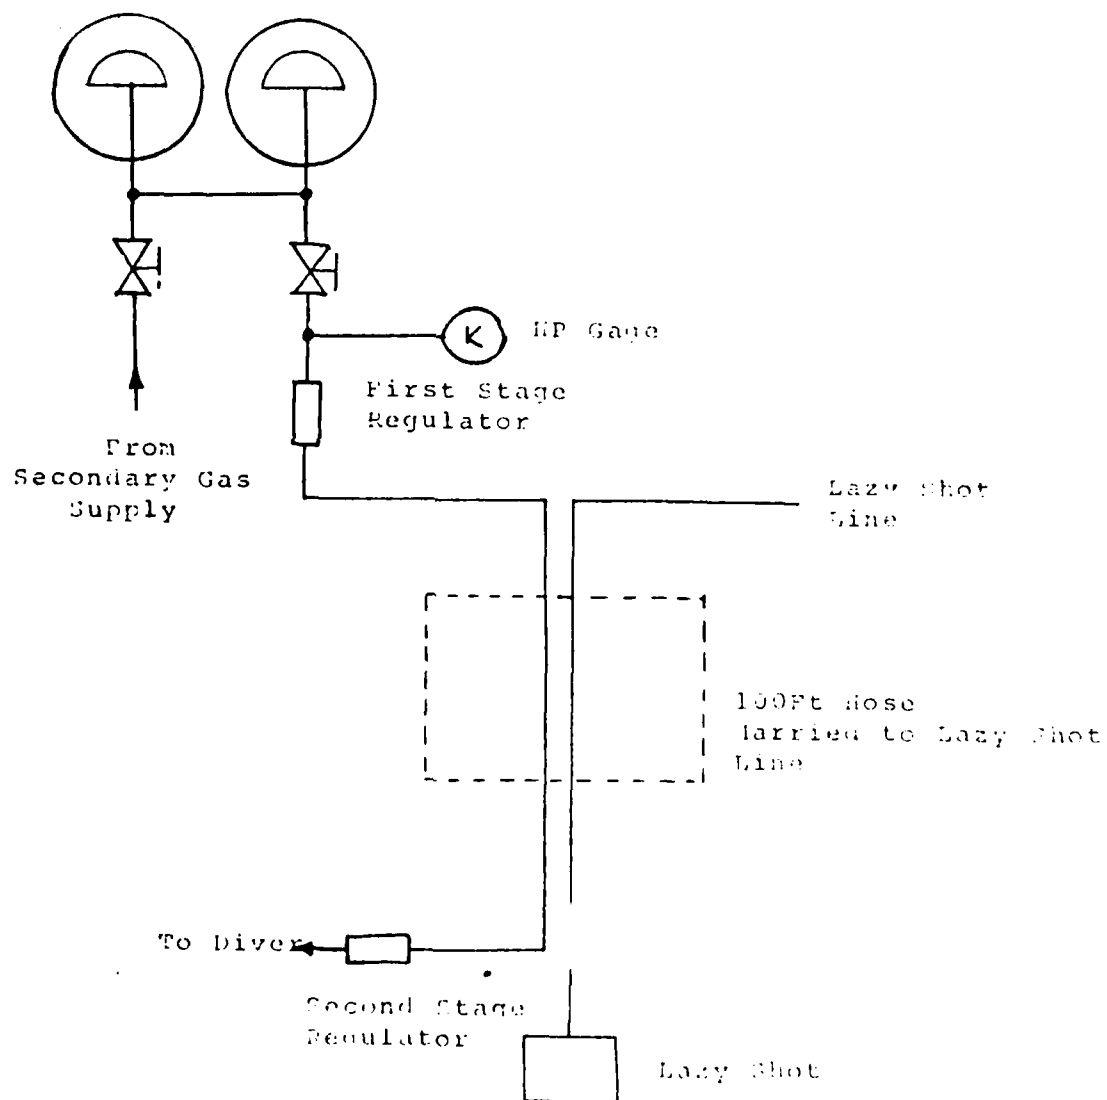 K
HP Gage
First Stage
Regulator
From
Secondary Gas
Supply
Lazy Shot
Line
100Ft Hose
Married to Lazy Shot
Line
To Diver
Second Stage
Regulator
Lazy Shot